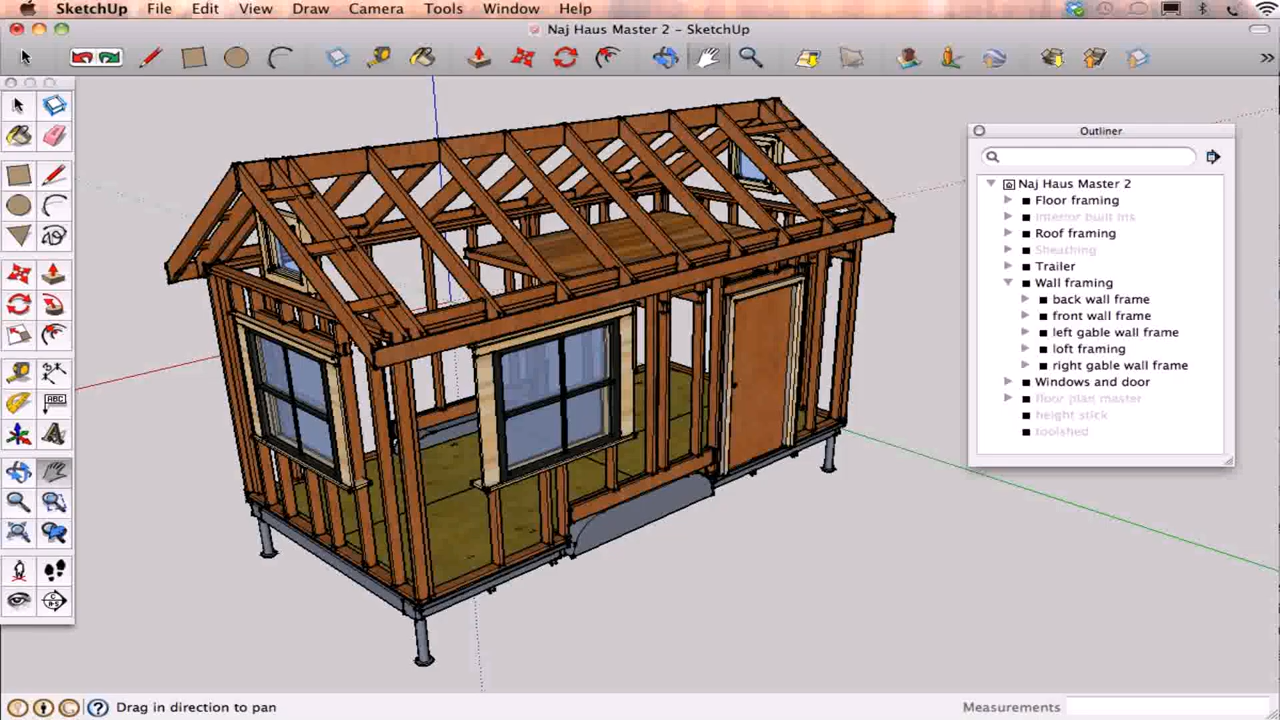 SketchUp File Edit View Draw Camera Tools Window Help
Naj Haus Master 2 - SketchUp
Outliner
Naj Haus Master 2
Floor framing
Interior built ins
Roof framing
Sheathing
Trailer
Wall framing
back wall frame
front wall frame
left gable wall frame
loft framing
right gable wall frame
Windows and door
floor plan master
height stick
toolshed
ABC
Drag in direction to pan
Measurements